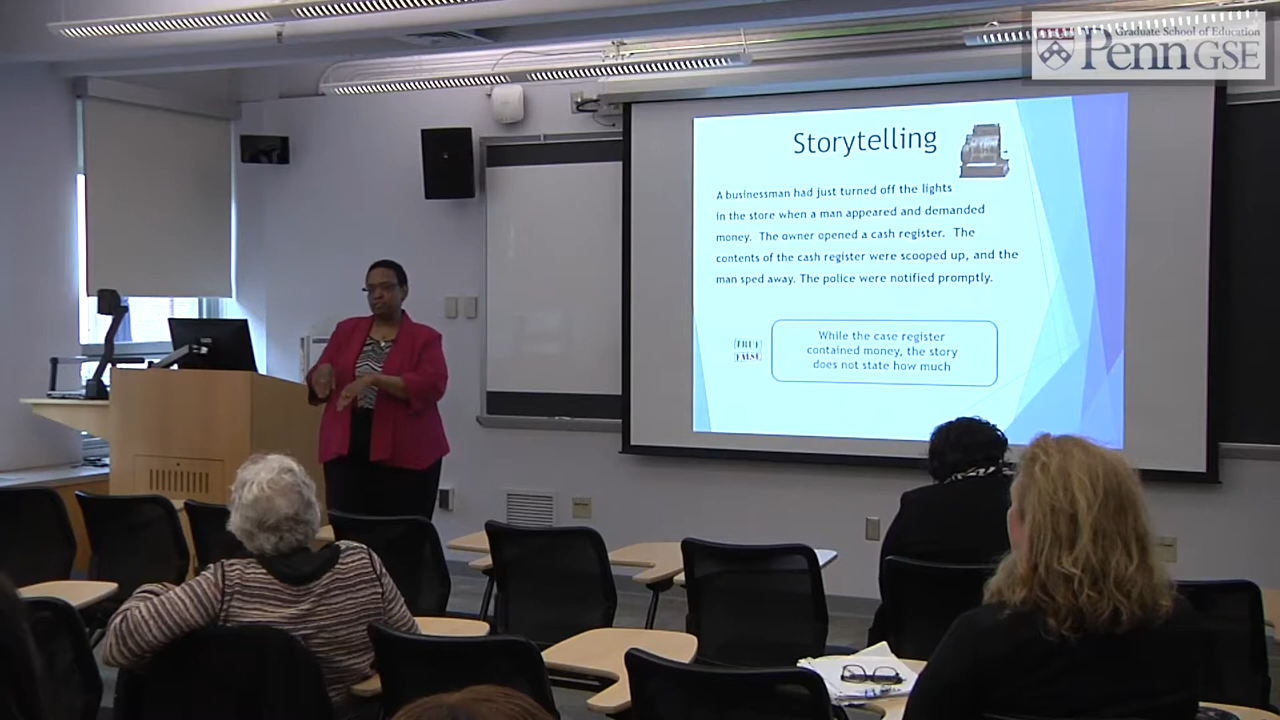 Graduate School of Education
Penn GSE
Storytelling
A businessman had just turned off the lights
in the store when a man appeared and demanded
money. The owner opened a cash register. The
contents of the cash register were scooped up, and the
man sped away. The police were notified promptly.
TRUE
FALSE
While the case register
contained money, the story
does not state how much